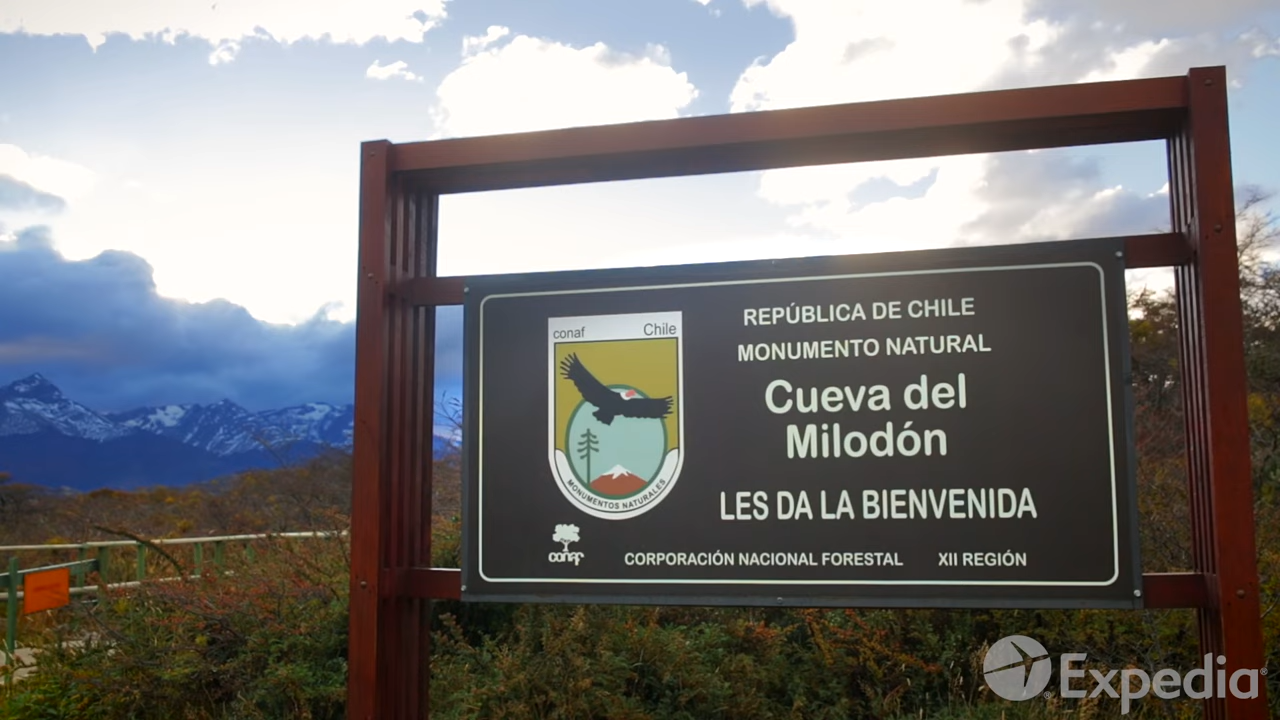 conaf Chile
MONUMENTOS NATURALES
conaf
REPÚBLICA DE CHILE
MONUMENTO NATURAL
Cueva del
Milodón
LES DA LA BIENVENIDA
CORPORACIÓN NACIONAL FORESTAL XII REGIÓN
Expedia®